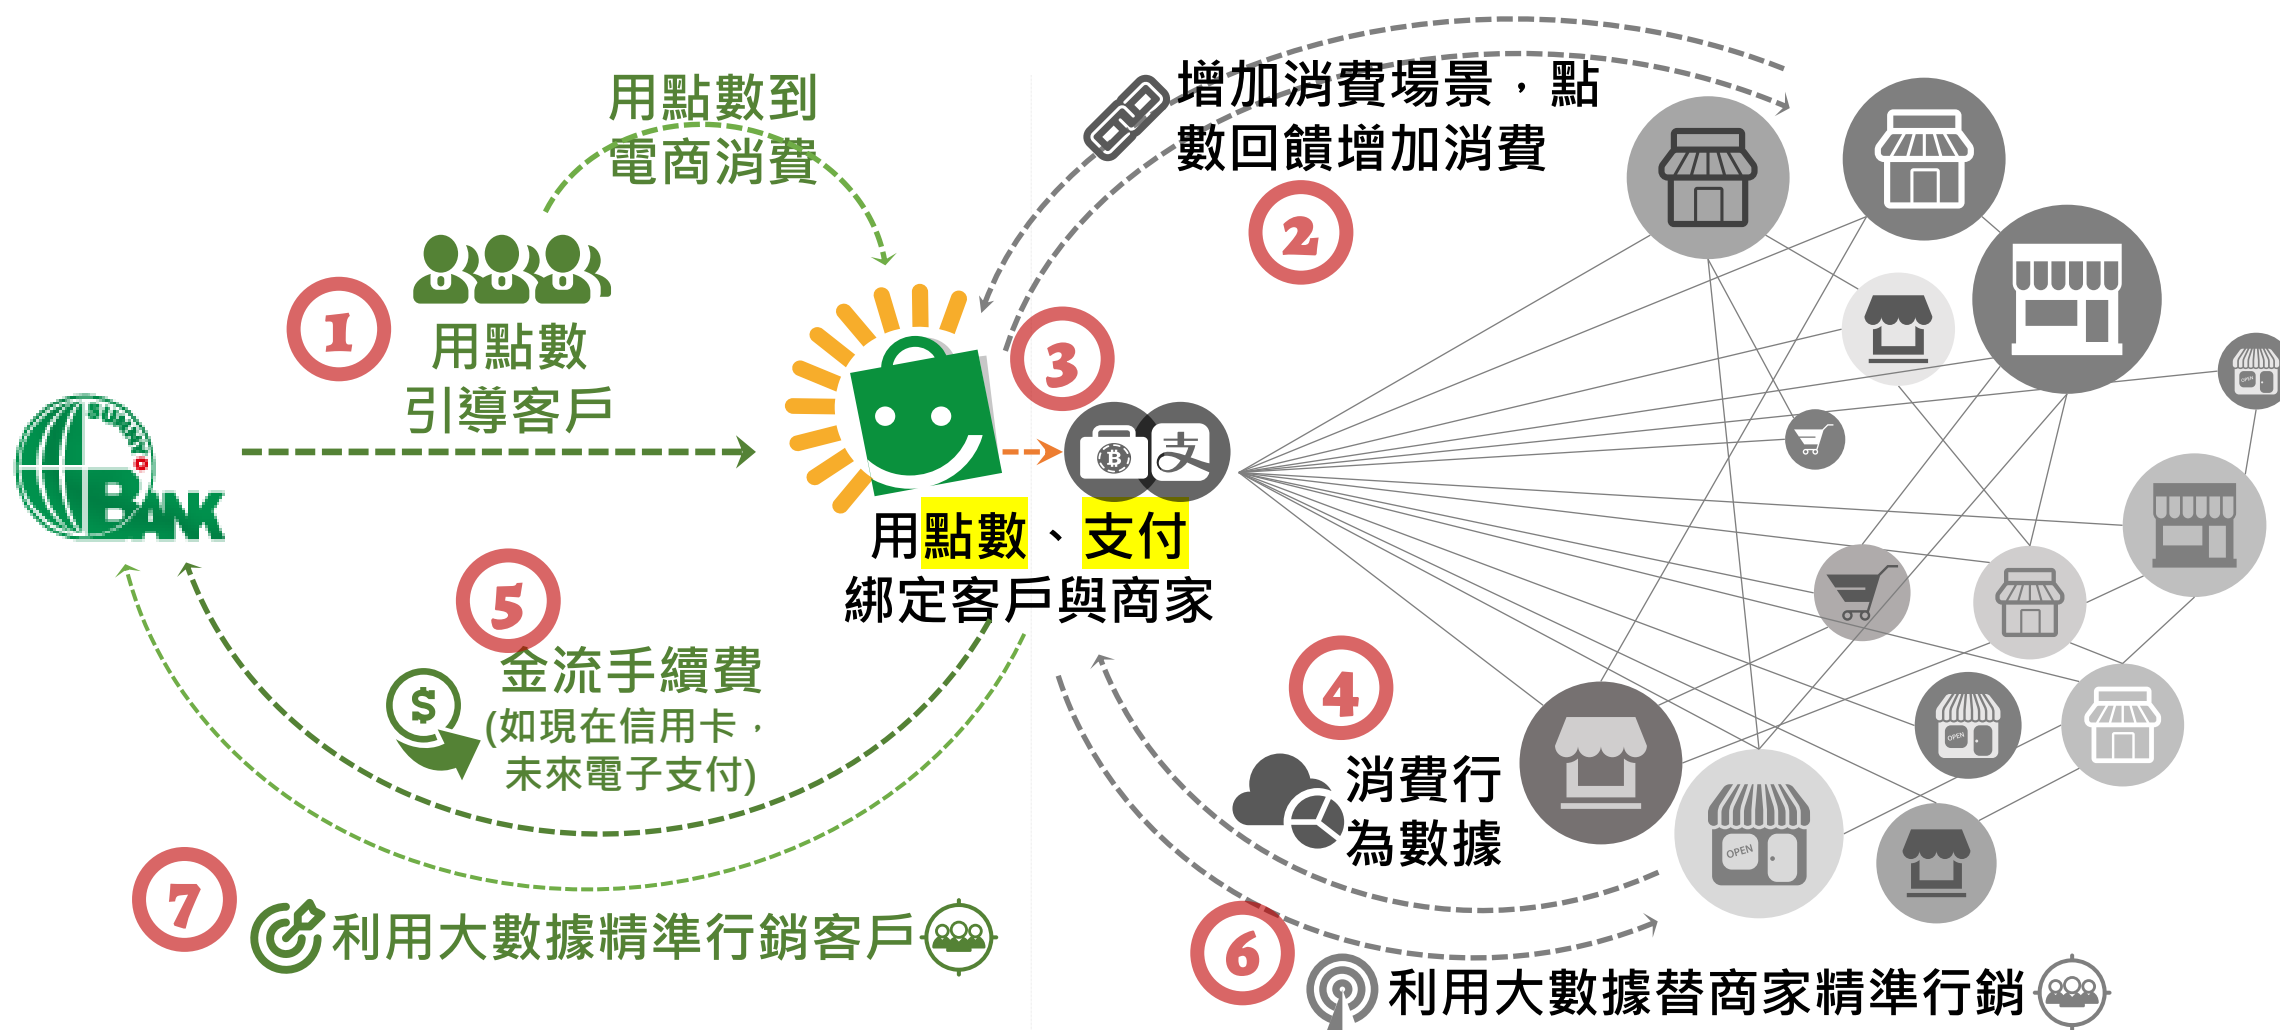 用點數到
電商消費
增加消費場景，點
數回饋增加消費
2
1
用點數
引導客戶
3
SUNNY
BANK
B
支
用點數、支付
綁定客戶與商家
5
金流手續費
$
(如現在信用卡，
未來電子支付)
4
消費行
為數據
OPEN
OPEN
OPEN
7
利用大數據精準行銷客戶
6
利用大數據替商家精準行銷